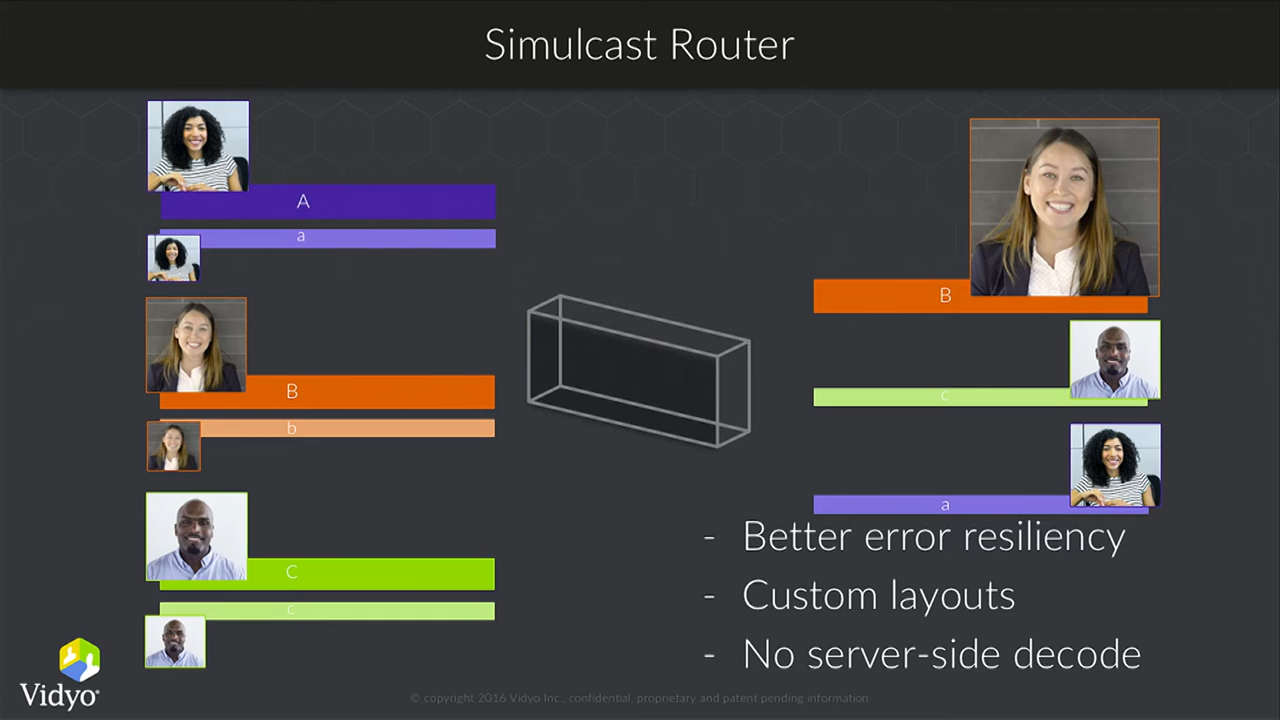 Simulcast Router
A
a
B
b
C
c
B
c
a
- Better error resiliency
- Custom layouts
- No server-side decode
Vidyo
© copyright 2016 Vidyo Inc., confidential, proprietary and patent pending information